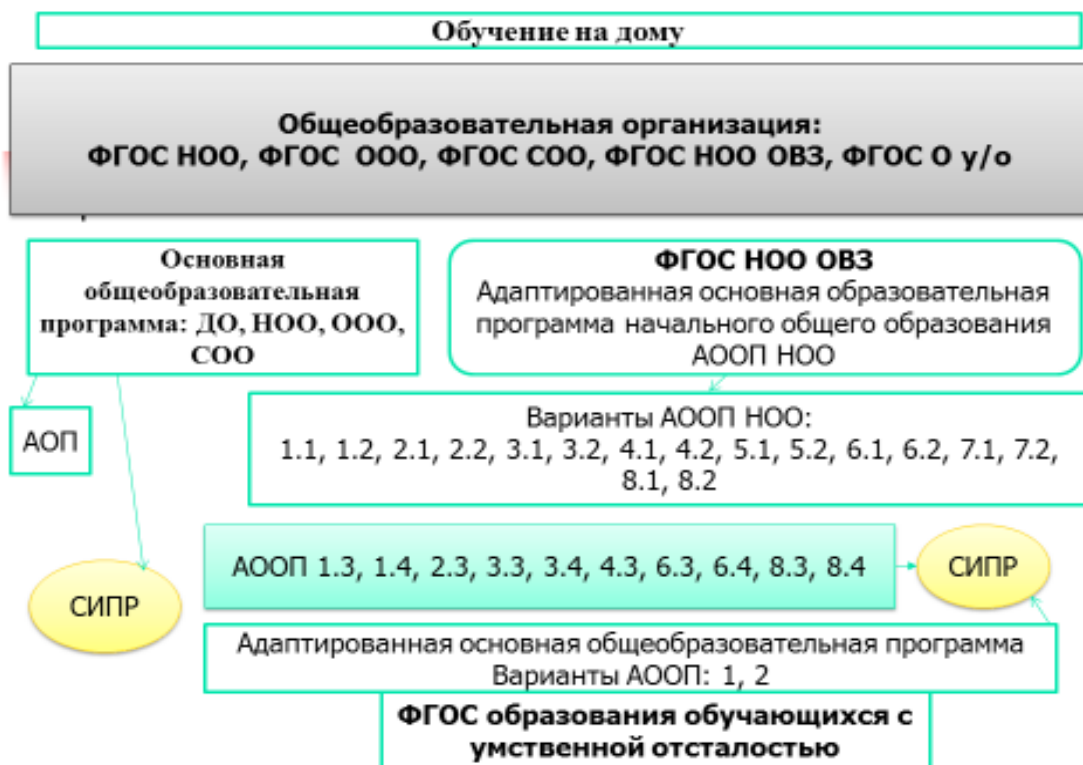 Обучение на дому
Общеобразовательная организация:
ФГОС НОО, ФГОС ООО, ФГОС СОО, ФГОС НОО ОВЗ, ФГОС О у/о
Основная
общеобразовательная
программа: ДО, НОО, ООО,
СОО
ФГОС НОО ОВЗ
Адаптированная основная образовательная
программа начального общего образования
АООП НОО
АОП
Варианты АООП НОО:
1.1, 1.2, 2.1, 2.2, 3.1, 3.2, 4.1, 4.2, 5.1, 5.2, 6.1, 6.2, 7.1, 7.2,
8.1, 8.2
СИПР
АООП 1.3, 1.4, 2.3, 3.3, 3.4, 4.3, 6.3, 6.4, 8.3, 8.4
СИПР
Адаптированная основная общеобразовательная программа
Варианты АООП: 1, 2
ФГОС образования обучающихся с
умственной отсталостью